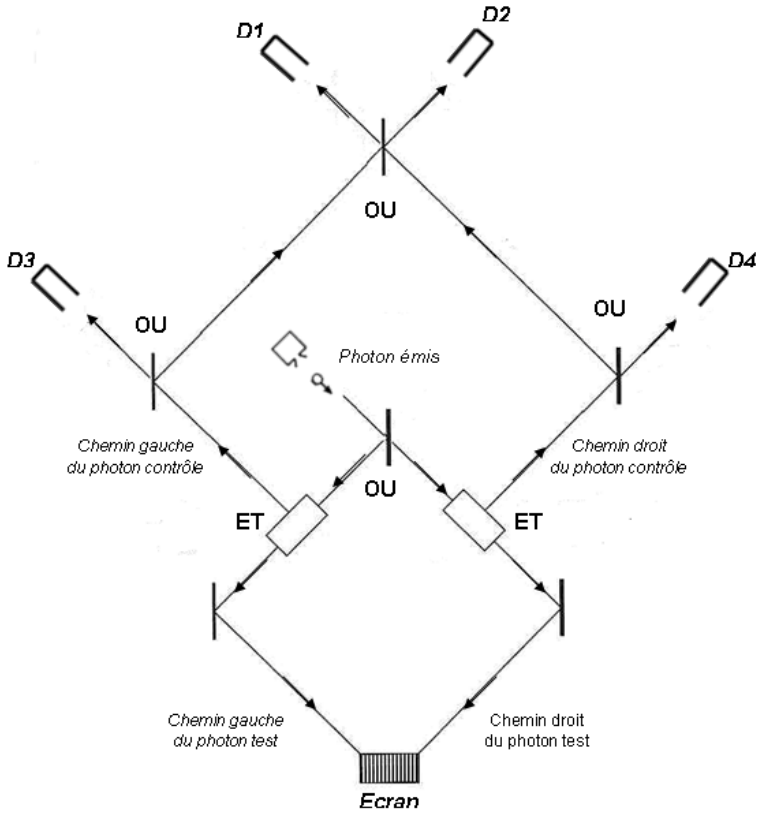 D1
D2
OU
D3
D4
OU
OU
Photon émis
Chemin gauche
du photon contrôle
Chemin droit
du photon contrôle
OU
ET
ET
Chemin gauche
du photon test
Chemin droit
du photon test
Ecran